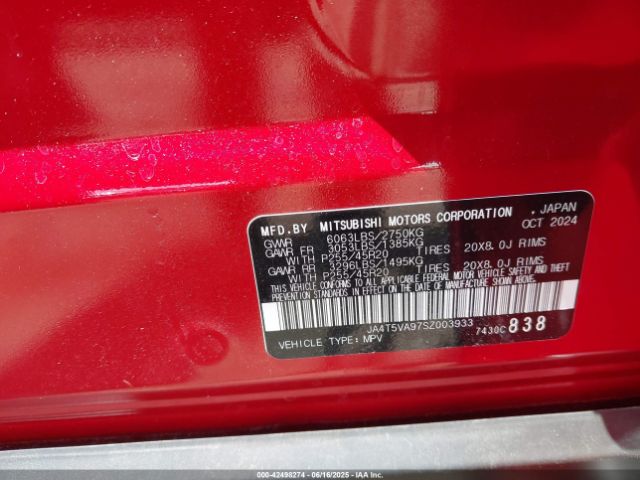 MFD.BY MITSUBISHI MOTORS CORPORATION. JAPAN
GVWR 6063LBS/2750KG OCT 2024
GAWR FR 3053LBS/1385KG
WITH P255/45R20 TIRES 20X8.0J RIMS
GAWR RR 3296LBS/1495KG
WITH P255/45R20 TIRES 20X8.0J RIMS
THIS VEHICLE CONFORMS TO ALL APPLICABLE FEDERAL MOTOR VEHICLE SAFETY AND THEFT
PREVENTION STANDARDS IN EFFECT ON THE DATE OF MANUFACTURE SHOWN ABOVE.
JA4T5VA97SZ003933
7430C 838
VEHICLE TYPE: MPV
000-42498274 - 06/16/2025 - IAAI.COM